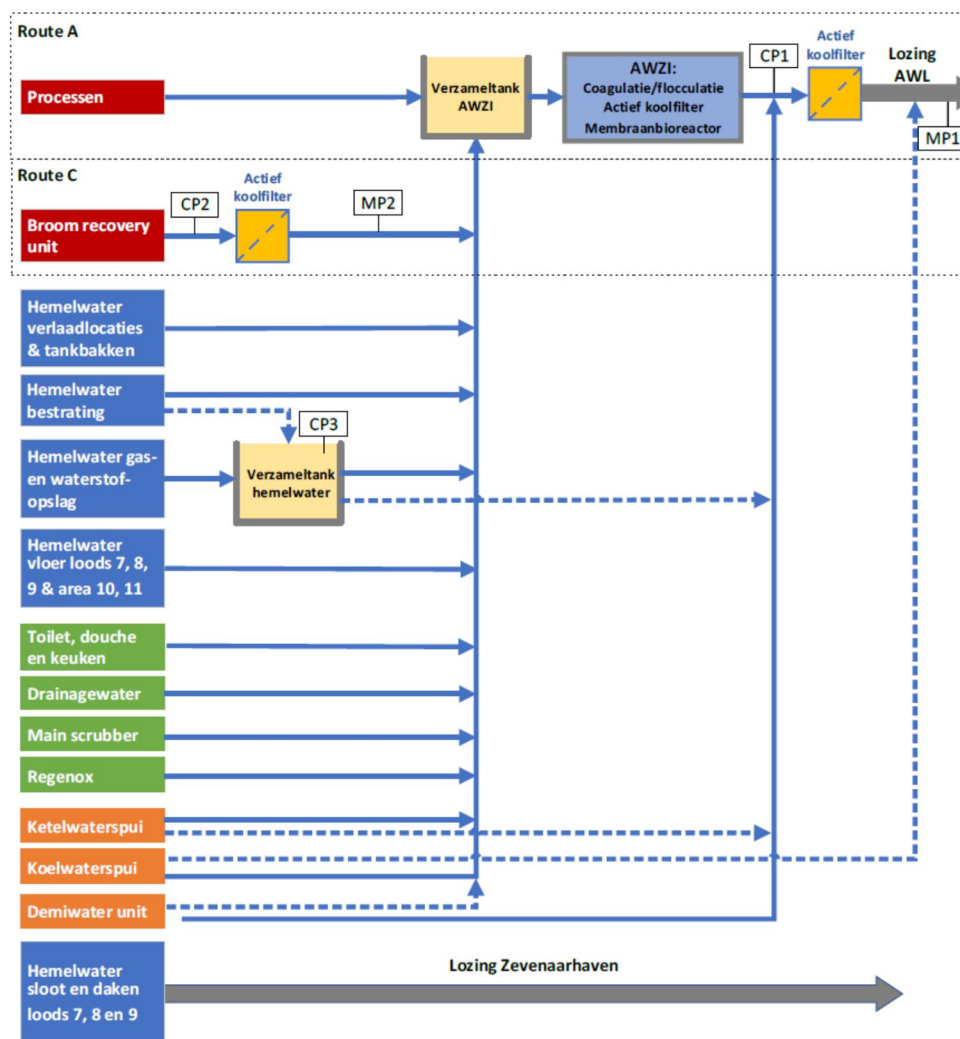 Route A
Processen
Verzameltank
AWZI
AWZI:
Coagulatie/flocculatie
Actief koolfilter
Membraanbioreactor
CP1
Actief
koolfilter
Lozing
AWL
MP1
Route C
Broom recovery
unit
CP2
Actief
koolfilter
MP2
Hemelwater
verlaadlocaties
& tankbakken
Hemelwater
bestrating
Hemelwater gas-
en waterstof-
opslag
CP3
Verzameltank
hemelwater
Hemelwater
vloer loods 7, 8,
9 & area 10, 11
Toilet, douche
en keuken
Drainagewater
Main scrubber
Regenox
Ketelwaterspui
Koelwaterspui
Demiwater unit
Hemelwater
sloot en daken
loods 7, 8 en 9
Lozing Zevenaarhaven